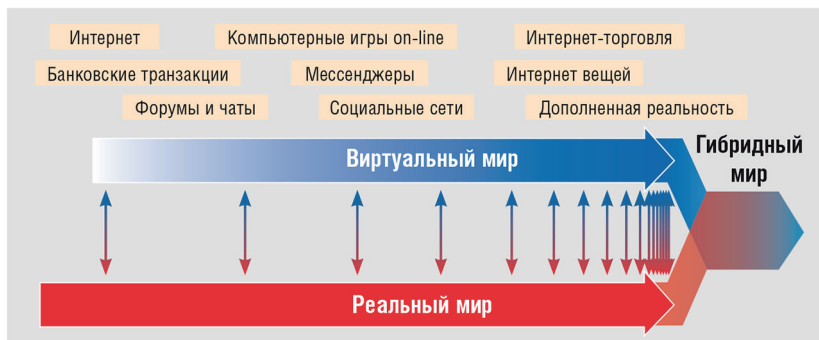 Интернет
Компьютерные игры on-line
Интернет-торговля
Банковские транзакции
Мессенджеры
Интернет вещей
Форумы и чаты
Социальные сети
Дополненная реальность
Виртуальный мир
Гибридный
мир
Реальный мир